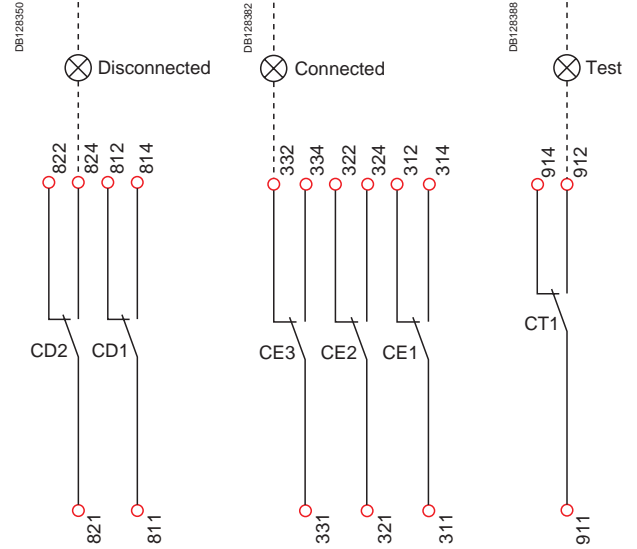 DB128350
Disconnected
822
824
812
814
CD2
CD1
821
811
DB128382
Connected
332
334
322
324
312
314
CE3
CE2
CE1
331
321
311
DB128388
Test
914
912
CT1
911